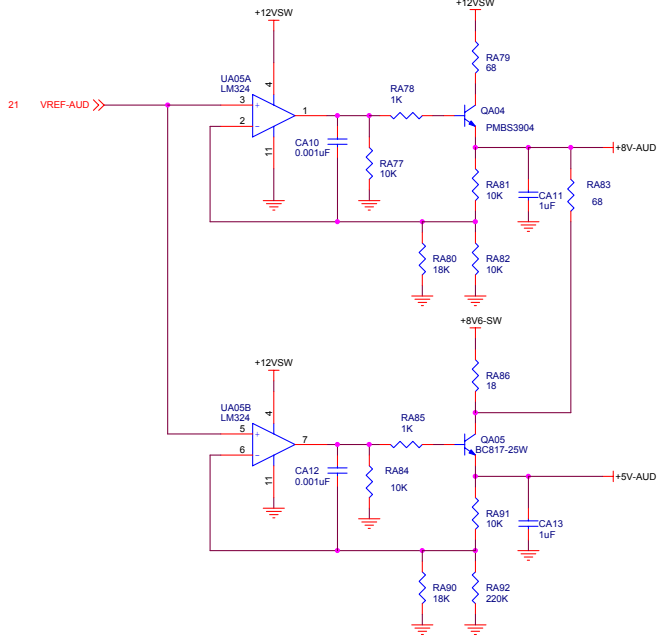 +12VSW
+12VSW
RA79
68
UA05A
LM324
4
RA78
1K
QA04
PMBS3904
21 VREF-AUD
3
+
2
-
1
11
CA10
0.001uF
RA77
10K
+8V-AUD
RA81
10K
CA11
1uF
RA83
68
RA80
18K
RA82
10K
+8V6-SW
+12VSW
RA86
18
UA05B
LM324
4
RA85
1K
QA05
BC817-25W
5
+
6
-
7
11
CA12
0.001uF
RA84
10K
+5V-AUD
RA91
10K
CA13
1uF
RA90
18K
RA92
220K